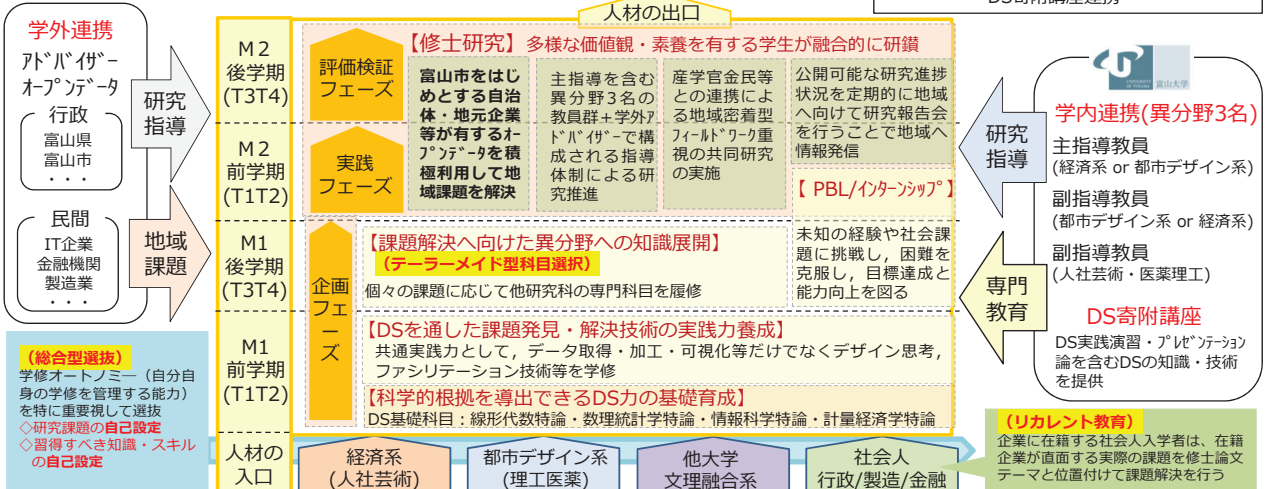 DS寄附講座連携
人材の出口
学外連携
アドバイザー
オープンデータ
行政
富山県
富山市
・・・
民間
IT企業
金融機関
製造業
・・・
研究
指導
地域
課題
(総合型選抜)
学修オートノミー（自分自
身の学修を管理する能力）
を特に重要視して選抜
◇研究課題の自己設定
◇習得すべき知識・スキル
の自己設定
M２
後学期
(T3T4)
M２
前学期
(T1T2)
M１
後学期
(T3T4)
M１
前学期
(T1T2)
人材の
入口
評価検証
フェーズ
実践
フェーズ
企画
フェ
ー
ズ
【修士研究】多様な価値観・素養を有する学生が融合的に研鑚
富山市をはじ
めとする自治
体・地元企業
等が有するオー
プンデータを積
極利用して地
域課題を解決
主指導を含む
異分野3名の
教員群＋学外ア
ドバイザーで構
成される指導
体制による研
究推進
産学官金民等
との連携によ
る地域密着型
フィールドワーク重
視の共同研究
の実施
公開可能な研究進捗
状況を定期的に地域
へ向けて研究報告会
を行うことで地域へ
情報発信
【 PBL/インターンシップ】
未知の経験や社会課
題に挑戦し，困難を
克服し，目標達成と
能力向上を図る
【課題解決へ向けた異分野への知識展開】
(テーラーメイド型科目選択)
個々の課題に応じて他研究科の専門科目を履修
【DSを通した課題発見・解決技術の実践力養成】
共通実践力として，データ取得・加工・可視化等だけでなくデザイン思考，
ファシリテーション技術等を学修
【科学的根拠を導出できるDS力の基礎育成】
DS基礎科目：線形代数特論・数理統計学特論・情報科学特論・計量経済学特論
経済系
(人社芸術)
都市デザイン系
(理工医薬)
他大学
文理融合系
社会人
行政/製造/金融
研究
指導
専門
教育
富山大学
学内連携(異分野3名)
主指導教員
(経済系 or 都市デザイン系)
副指導教員
(都市デザイン系 or 経済系)
副指導教員
(人社芸術・医薬理工)
DS寄附講座
DS実践演習・プレゼンテーション
論を含むDSの知識・技術
を提供
(リカレント教育)
企業に在籍する社会人入学者は、在籍
企業が直面する実際の課題を修士論文
テーマと位置付けて課題解決を行う